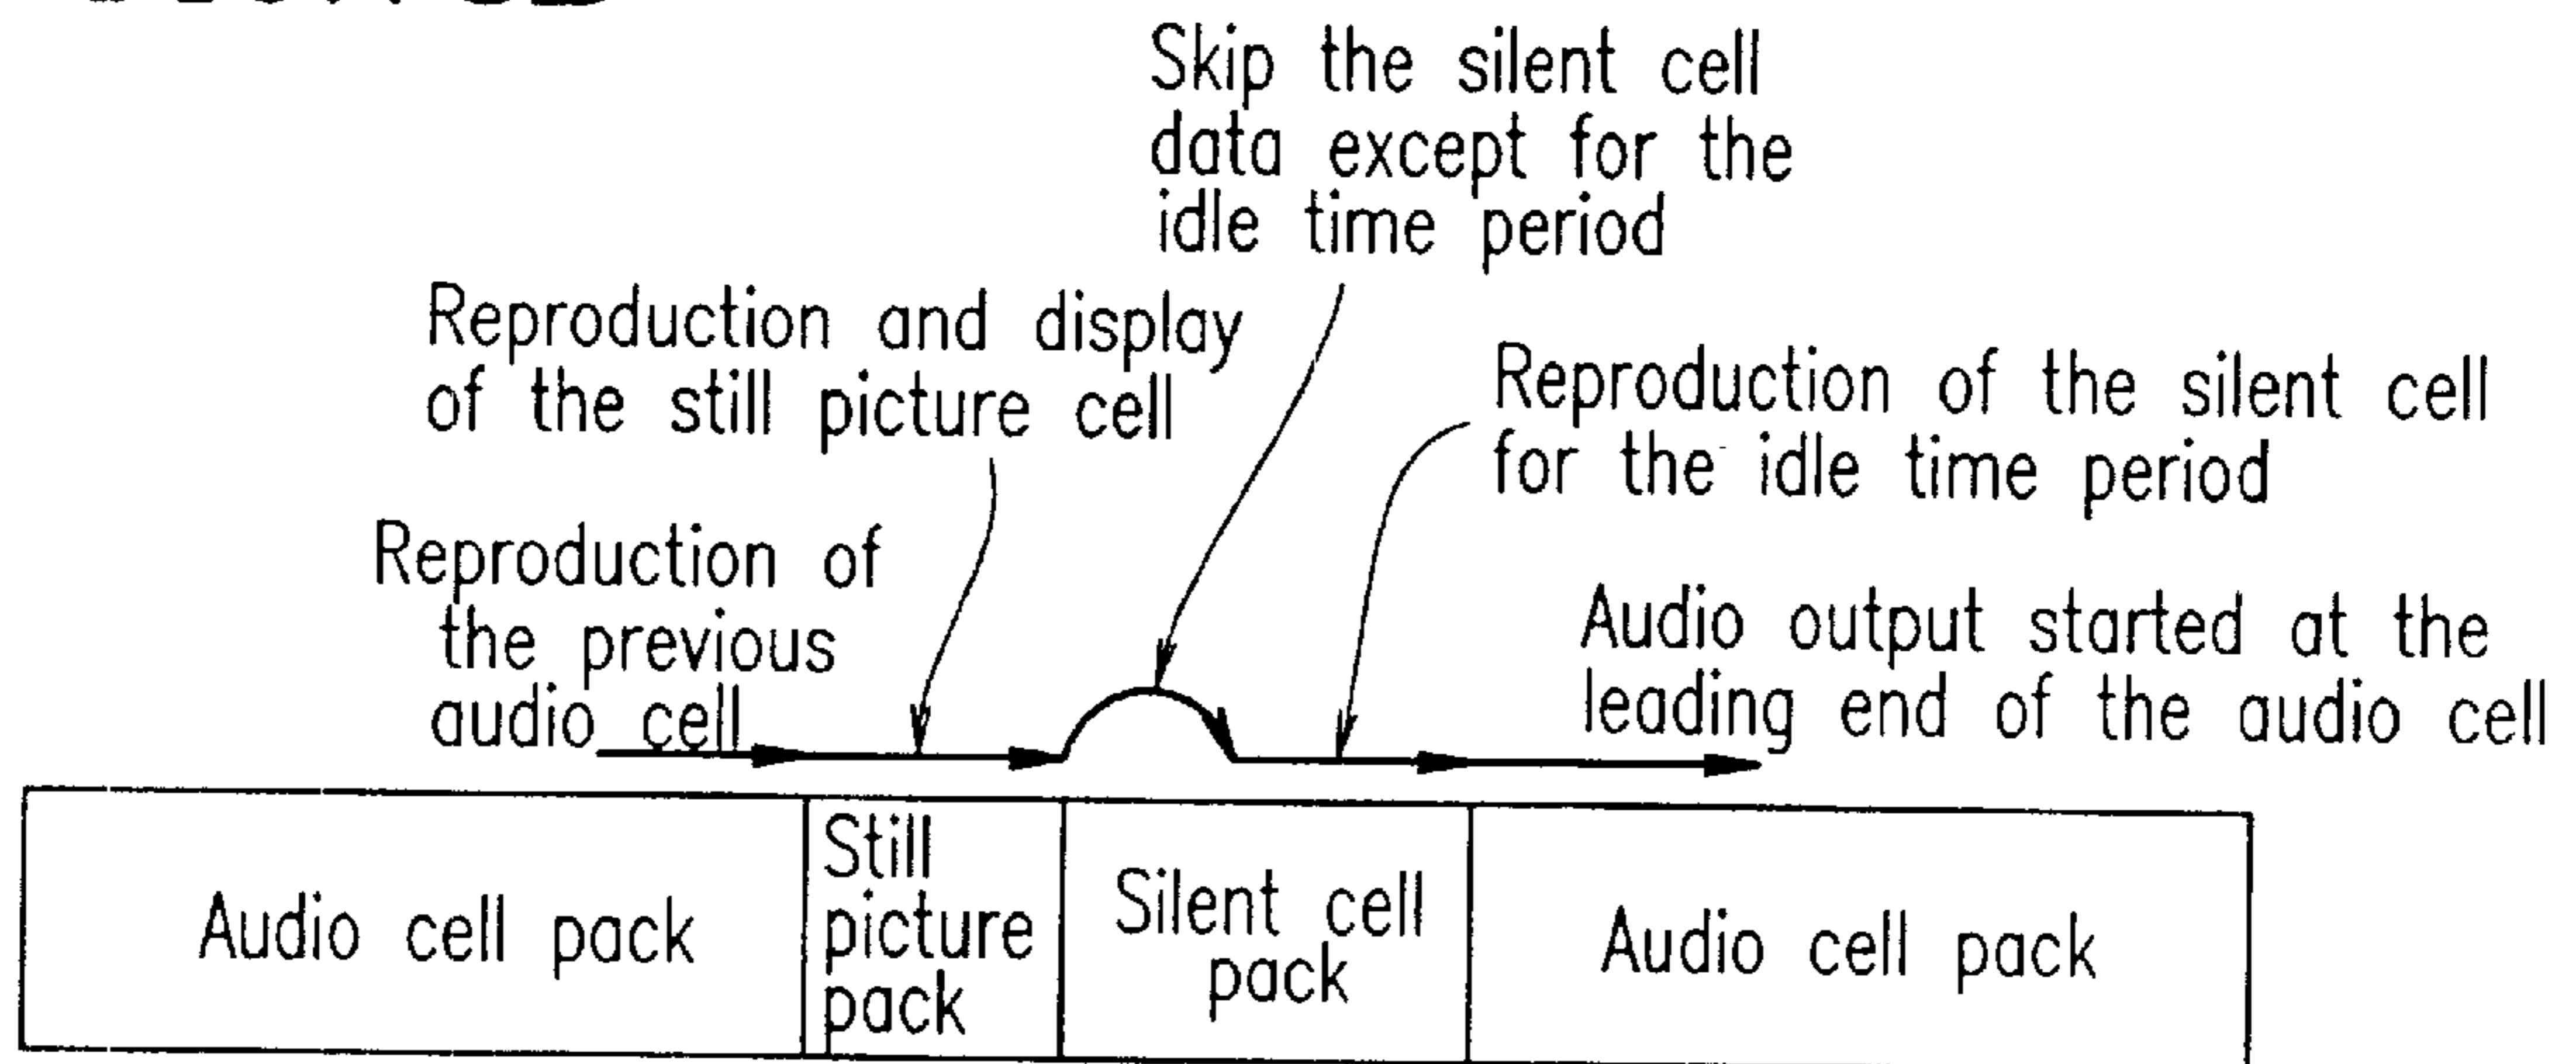 Skip the silent cell
data except for the
idle time period
Reproduction and display
of the still picture cell
Reproduction of the silent cell
for the idle time period
Reproduction of
the previous
audio cell
Audio output started at the
leading end of the audio cell
Audio cell pack
Still
picture
pack
Silent cell
pack
Audio cell pack